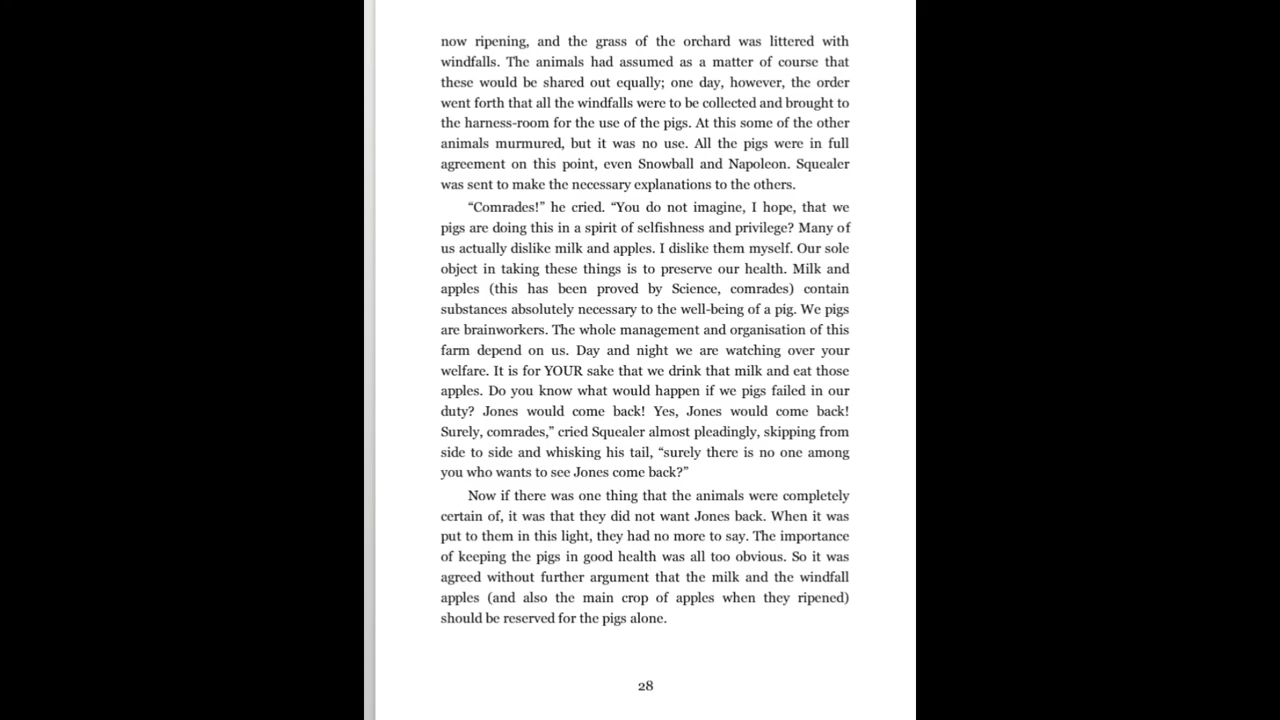 now ripening, and the grass of the orchard was littered with
windfalls. The animals had assumed as a matter of course that
these would be shared out equally; one day, however, the order
went forth that all the windfalls were to be collected and brought to
the harness-room for the use of the pigs. At this some of the other
animals murmured, but it was no use. All the pigs were in full
agreement on this point, even Snowball and Napoleon. Squealer
was sent to make the necessary explanations to the others.
“Comrades!” he cried. “You do not imagine, I hope, that we
pigs are doing this in a spirit of selfishness and privilege? Many of
us actually dislike milk and apples. I dislike them myself. Our sole
object in taking these things is to preserve our health. Milk and
apples (this has been proved by Science, comrades) contain
substances absolutely necessary to the well-being of a pig. We pigs
are brainworkers. The whole management and organisation of this
farm depend on us. Day and night we are watching over your
welfare. It is for YOUR sake that we drink that milk and eat those
apples. Do you know what would happen if we pigs failed in our
duty? Jones would come back! Yes, Jones would come back!
Surely, comrades,” cried Squealer almost pleadingly, skipping from
side to side and whisking his tail, “surely there is no one among
you who wants to see Jones come back?”
Now if there was one thing that the animals were completely
certain of, it was that they did not want Jones back. When it was
put to them in this light, they had no more to say. The importance
of keeping the pigs in good health was all too obvious. So it was
agreed without further argument that the milk and the windfall
apples (and also the main crop of apples when they ripened)
should be reserved for the pigs alone.
28